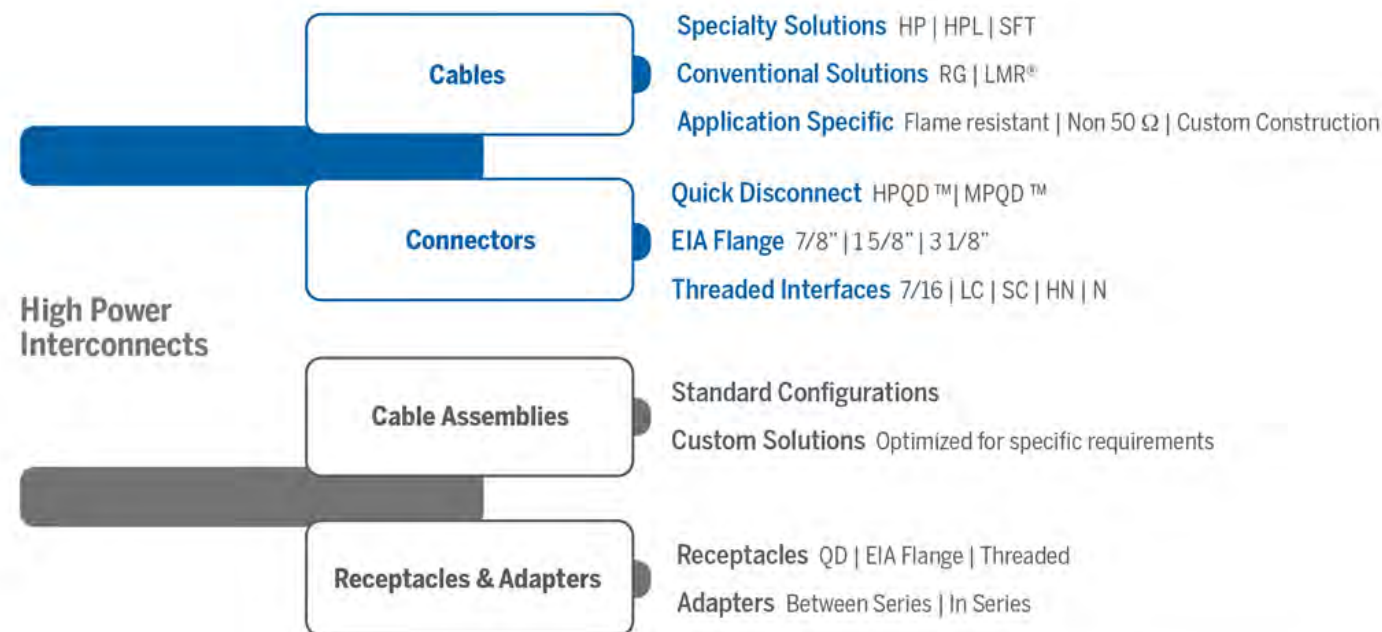 Cables
Specialty Solutions HP | HPL | SFT
Conventional Solutions RG | LMR®
Application Specific Flame resistant | Non 50 Ω | Custom Construction
Connectors
Quick Disconnect HPQD ™| MPQD ™
EIA Flange 7/8" | 1 5/8" | 3 1/8"
Threaded Interfaces 7/16 | LC | SC | HN | N
High Power
Interconnects
Cable Assemblies
Standard Configurations
Custom Solutions Optimized for specific requirements
Receptacles & Adapters
Receptacles QD | EIA Flange | Threaded
Adapters Between Series | In Series